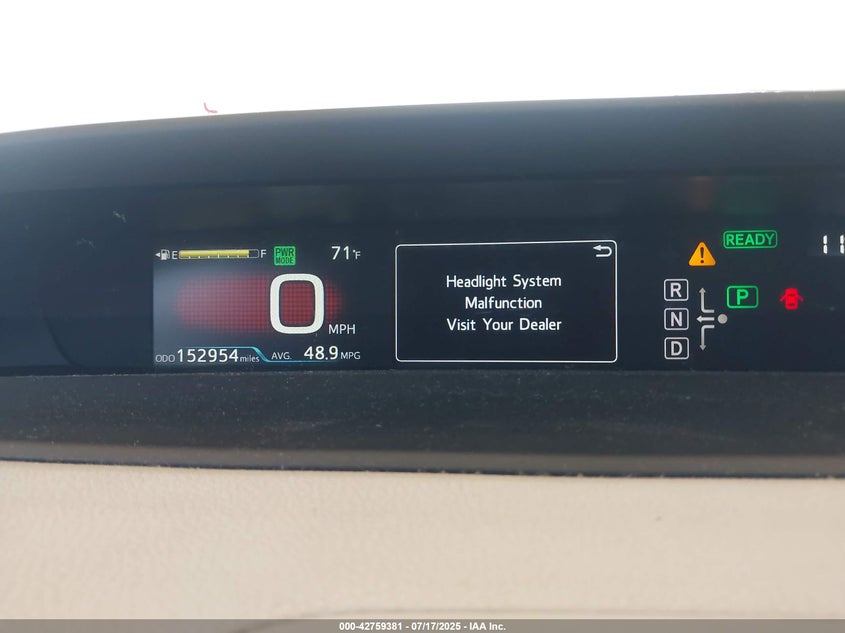 E F PWR MODE 71°F
0 MPH
ODO 152954 miles AVG. 48.9 MPG
Headlight System
Malfunction
Visit Your Dealer
READY
R
P
N
D
000-42759381 - 07/17/2025 - IAA Inc.